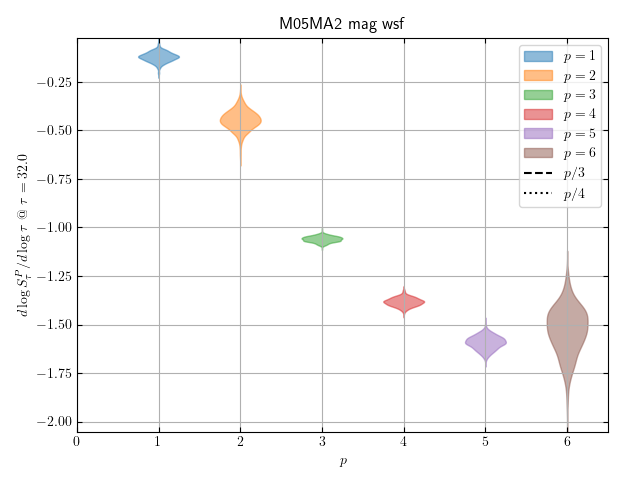 M05MA2 mag wsf
d log S_τ^P / d log τ @ τ = 32.0
−0.25
−0.50
−0.75
−1.00
−1.25
−1.50
−1.75
−2.00
0 1 2 3 4 5 6
p
p = 1
p = 2
p = 3
p = 4
p = 5
p = 6
p/3
p/4